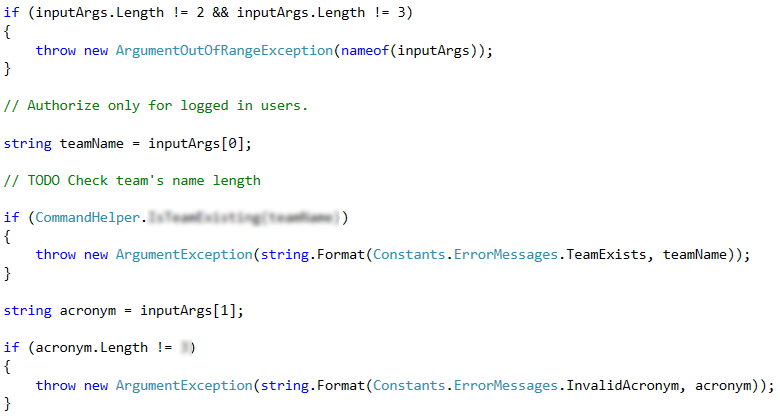 if (inputArgs.Length != 2 && inputArgs.Length != 3)
{
throw new ArgumentOutOfRangeException(nameof(inputArgs));
}
// Authorize only for logged in users.
string teamName = inputArgs[0];
// TODO Check team's name length
if (CommandHelper. )
{
throw new ArgumentException(string.Format(Constants.ErrorMessages.TeamExists, teamName));
}
string acronym = inputArgs[1];
if (acronym.Length != )
{
throw new ArgumentException(string.Format(Constants.ErrorMessages.InvalidAcronym, acronym));
}